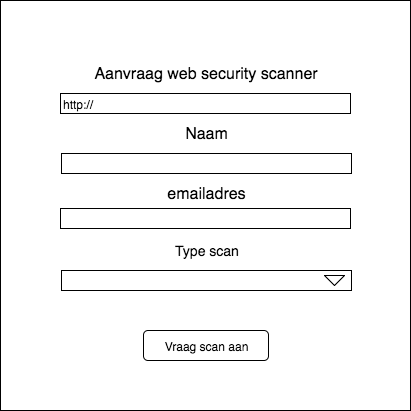 Aanvraag web security scanner
http://
Naam
emailadres
Type scan
Vraag scan aan